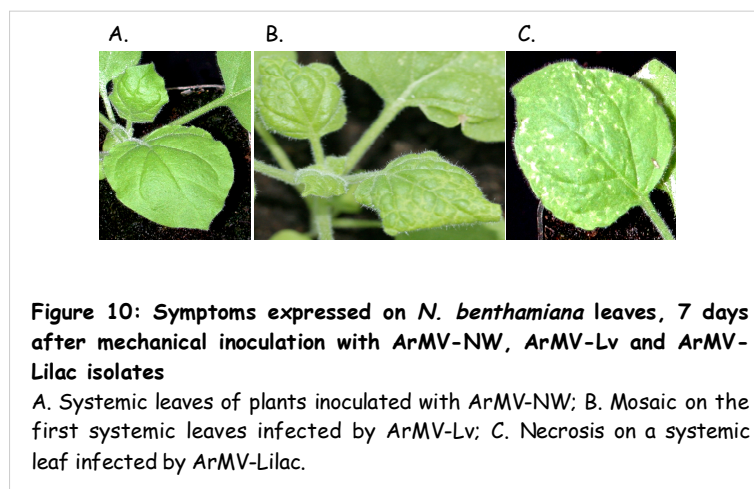 A. B. C.
Figure 10: Symptoms expressed on N. benthamiana leaves, 7 days
after mechanical inoculation with ArMV-NW, ArMV-Lv and ArMV-
Lilac isolates
A. Systemic leaves of plants inoculated with ArMV-NW; B. Mosaic on the
first systemic leaves infected by ArMV-Lv; C. Necrosis on a systemic
leaf infected by ArMV-Lilac.